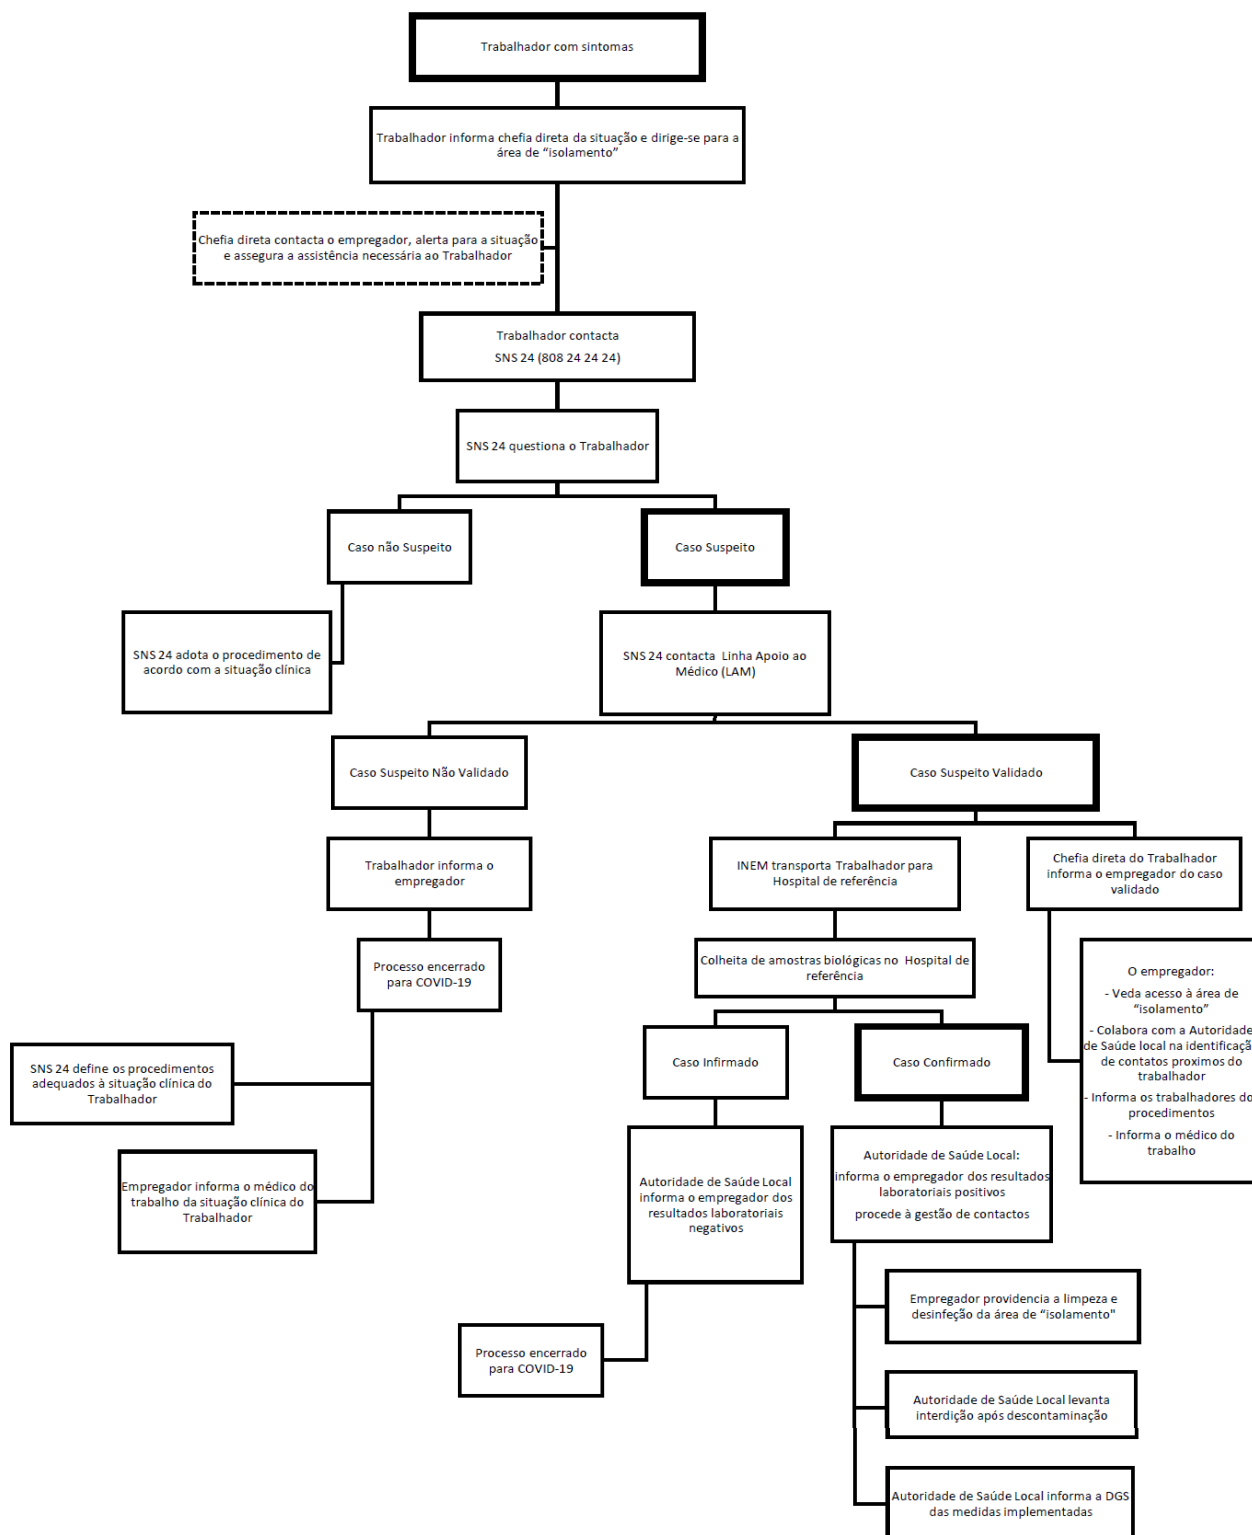 Trabalhador com sintomas
Trabalhador informa chefia direta da situação e dirige-se para a
área de “isolamento”
Chefia direta contacta o empregador, alerta para a situação
e assegura a assistência necessária ao Trabalhador
Trabalhador contacta
SNS 24 (808 24 24 24)
SNS 24 questiona o Trabalhador
Caso não Suspeito
Caso Suspeito
SNS 24 adota o procedimento de
acordo com a situação clínica
SNS 24 contacta Linha Apoio ao
Médico (LAM)
Caso Suspeito Não Validado
Caso Suspeito Validado
Trabalhador informa o
empregador
INEM transporta Trabalhador para
Hospital de referência
Chefia direta do Trabalhador
informa o empregador do caso
validado
Processo encerrado
para COVID-19
Colheita de amostras biológicas no Hospital de
referência
O empregador:
- Veda acesso à área de
“isolamento”
- Colabora com a Autoridade
de Saúde local na identificaçã
de contatos proximos do
trabalhador
- Informa os trabalhadores do
procedimentos
- Informa o médico do
trabalho
SNS 24 define os procedimentos
adequados à situação clínica do
Trabalhador
Caso Infirmado
Caso Confirmado
Empregador informa o médico do
trabalho da situação clínica do
Trabalhador
Autoridade de Saúde Local
informa o empregador dos
resultados laboratoriais
negativos
Autoridade de Saúde Local:
informa o empregador dos resultados
laboratoriais positivos
procede à gestão de contactos
Processo encerrado
para COVID-19
Empregador providencia a limpeza e
desinfeção da área de “isolamento"
Autoridade de Saúde Local levanta
interdição após descontaminação
Autoridade de Saúde Local informa a DGS
das medidas implementadas